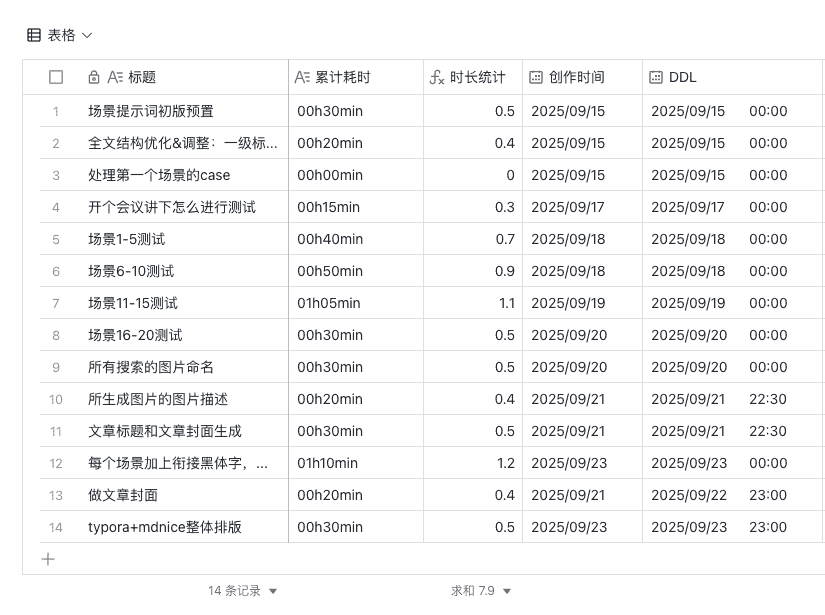 表格
标题 累计耗时 时长统计 创作时间 DDL
1 场景提示词初版预置 00h30min 0.5 2025/09/15 2025/09/15 00:00
2 全文结构优化&调整：一级标... 00h20min 0.4 2025/09/15 2025/09/15 00:00
3 处理第一个场景的case 00h00min 0 2025/09/15 2025/09/15 00:00
4 开个会议讲下怎么进行测试 00h15min 0.3 2025/09/17 2025/09/17 00:00
5 场景1-5测试 00h40min 0.7 2025/09/18 2025/09/18 00:00
6 场景6-10测试 00h50min 0.9 2025/09/18 2025/09/18 00:00
7 场景11-15测试 01h05min 1.1 2025/09/19 2025/09/19 00:00
8 场景16-20测试 00h30min 0.5 2025/09/20 2025/09/20 00:00
9 所有搜索的图片命名 00h30min 0.5 2025/09/20 2025/09/20 00:00
10 所生成图片的图片描述 00h20min 0.4 2025/09/21 2025/09/21 22:30
11 文章标题和文章封面生成 00h30min 0.5 2025/09/21 2025/09/21 22:30
12 每个场景加上衔接黑体字，... 01h10min 1.2 2025/09/23 2025/09/23 00:00
13 做文章封面 00h20min 0.4 2025/09/21 2025/09/22 23:00
14 typora+mdnice整体排版 00h30min 0.5 2025/09/23 2025/09/23 23:00
14 条记录 求和 7.9